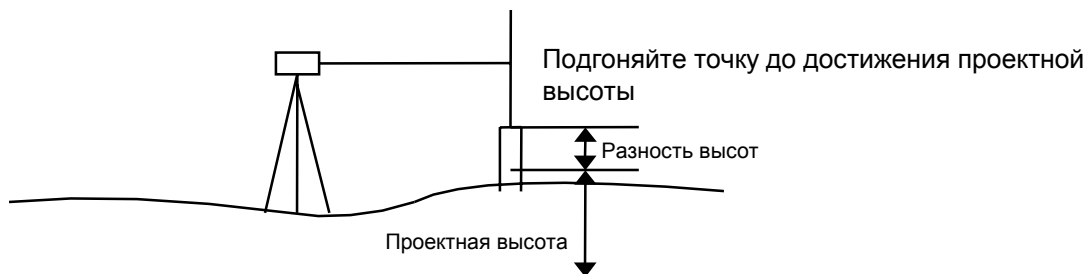 Подгоняйте точку до достижения проектной
высоты
Разность высот
Проектная высота